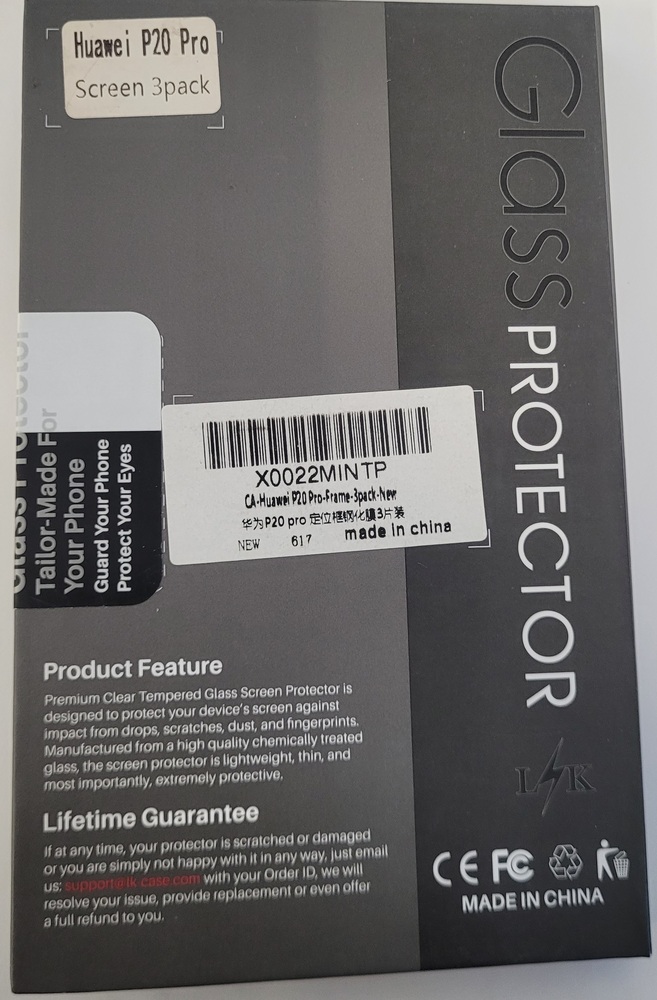 Huawei P20 Pro
Screen 3pack
Glass PROTECTOR
Glass Protector
Tailor-Made For
Your Phone
Guard Your Phone
Protect Your Eyes
X0022MINTP
CA-Huawei P20 Pro-Frame-3pack-New
华为P20 pro 定位框钢化膜3片装
NEW 617 made in china
Product Feature
Premium Clear Tempered Glass Screen Protector is
designed to protect your device's screen against
impact from drops, scratches, dust, and fingerprints.
Manufactured from a high quality chemically treated
glass, the screen protector is lightweight, thin, and
most importantly, extremely protective.
Lifetime Guarantee
If at any time, your protector is scratched or damaged
or you are simply not happy with it in any way, just email
us: support@lk-case.com with your Order ID, we will
resolve your issue, provide replacement or even offer
a full refund to you.
LK
CE FC
MADE IN CHINA